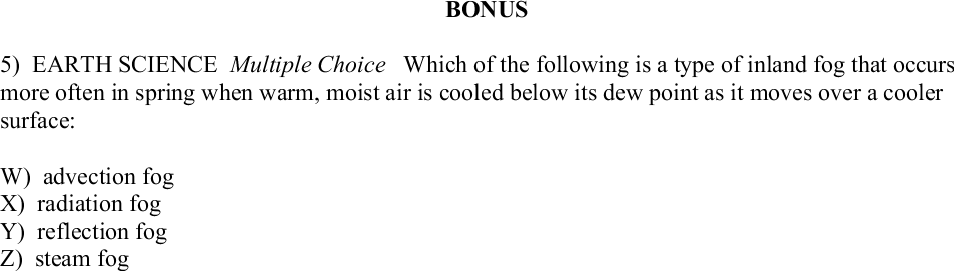 BONUS
5) EARTH SCIENCE Multiple Choice Which of the following is a type of inland fog that occurs
more often in spring when warm, moist air is cooled below its dew point as it moves over a cooler
surface:
W) advection fog
X) radiation fog
Y) reflection fog
Z) steam fog